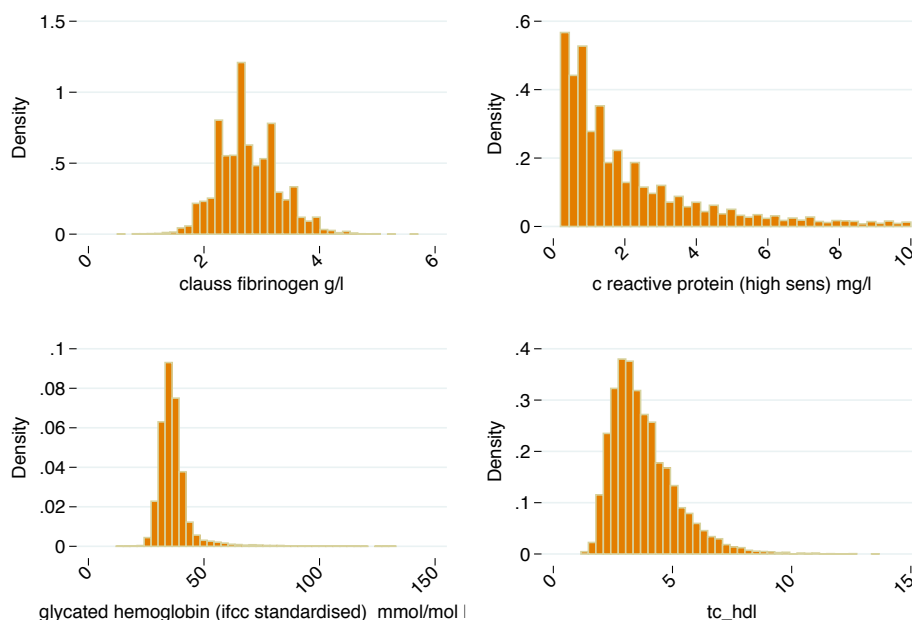 1.5
1
.5
0
Density
0 2 4 6
clauss fibrinogen g/l
.6
.4
.2
0
Density
0 2 4 6 8 10
c reactive protein (high sens) mg/l
.1
.08
.06
.04
.02
0
Density
0 50 100 150
glycated hemoglobin (ifcc standardised) mmol/mol
.4
.3
.2
.1
0
Density
0 5 10 15
tc_hdl